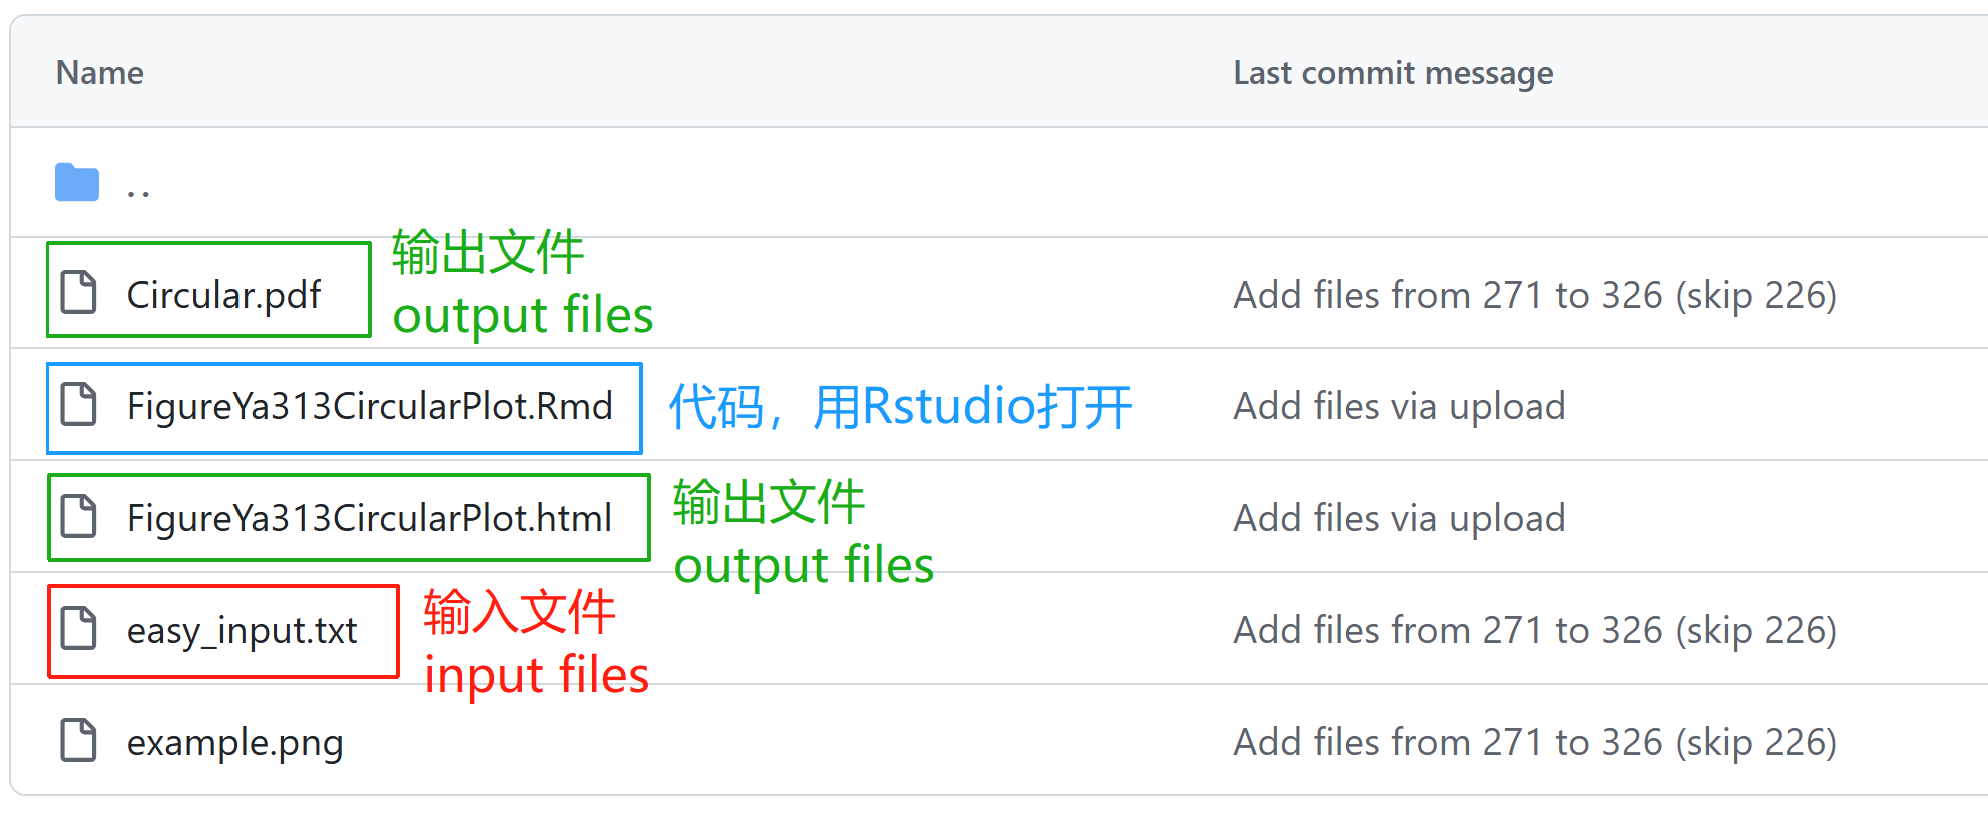 Name
Last commit message
..
Circular.pdf
输出文件
output files
Add files from 271 to 326 (skip 226)
FigureYa313CircularPlot.Rmd
代码，用Rstudio打开
Add files via upload
FigureYa313CircularPlot.html
输出文件
output files
Add files via upload
easy_input.txt
输入文件
input files
Add files from 271 to 326 (skip 226)
example.png
Add files from 271 to 326 (skip 226)